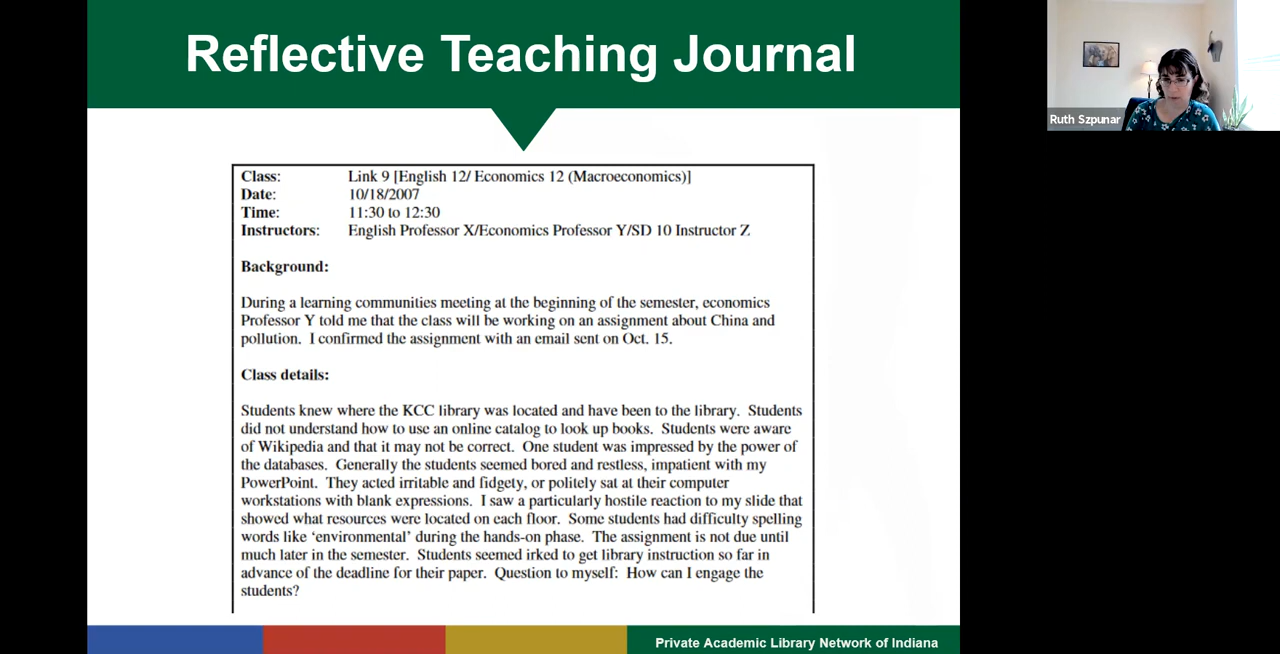 Reflective Teaching Journal
Ruth Szpunar
Class: Link 9 [English 12/ Economics 12 (Macroeconomics)]
Date: 10/18/2007
Time: 11:30 to 12:30
Instructors: English Professor X/Economics Professor Y/SD 10 Instructor Z
Background:
During a learning communities meeting at the beginning of the semester, economics
Professor Y told me that the class will be working on an assignment about China and
pollution. I confirmed the assignment with an email sent on Oct. 15.
Class details:
Students knew where the KCC library was located and have been to the library. Students
did not understand how to use an online catalog to look up books. Students were aware
of Wikipedia and that it may not be correct. One student was impressed by the power of
the databases. Generally the students seemed bored and restless, impatient with my
PowerPoint. They acted irritable and fidgety, or politely sat at their computer
workstations with blank expressions. I saw a particularly hostile reaction to my slide that
showed what resources were located on each floor. Some students had difficulty spelling
words like ‘environmental’ during the hands-on phase. The assignment is not due until
much later in the semester. Students seemed irked to get library instruction so far in
advance of the deadline for their paper. Question to myself: How can I engage the
students?
Private Academic Library Network of Indiana